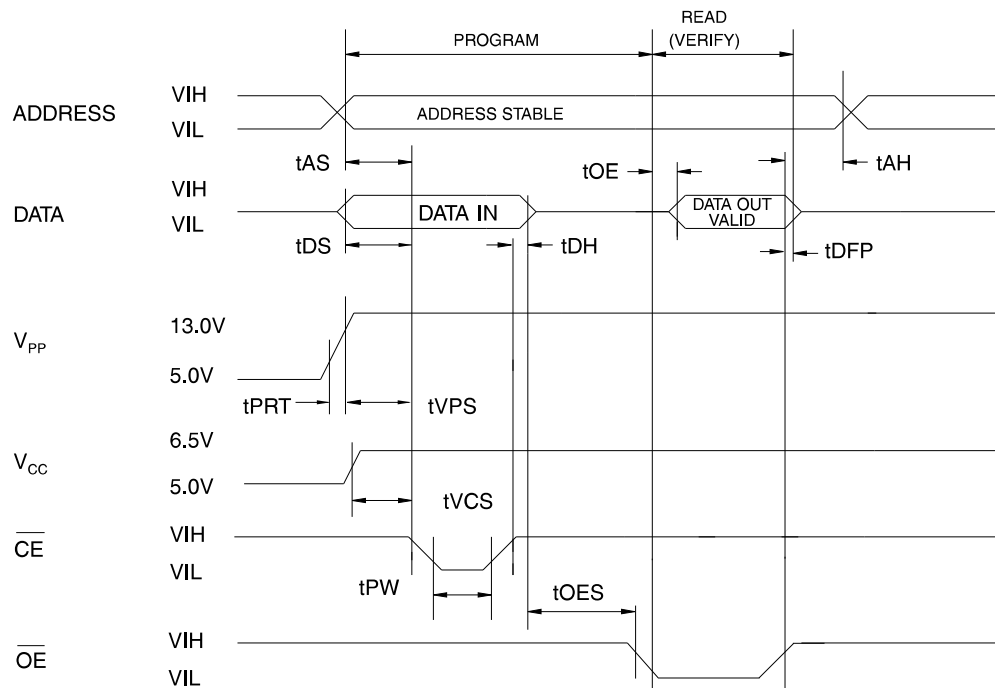 READ
PROGRAM
(VERIFY)
ADDRESS
VIH
VIL
ADDRESS STABLE
tAS
tOE
tAH
DATA
VIH
VIL
DATA IN
DATA OUT
VALID
tDS
tDH
tDFP
VPP
13.0V
5.0V
tPRT
tVPS
VCC
6.5V
5.0V
tVCS
CE
VIH
VIL
tPW
tOES
OE
VIH
VIL